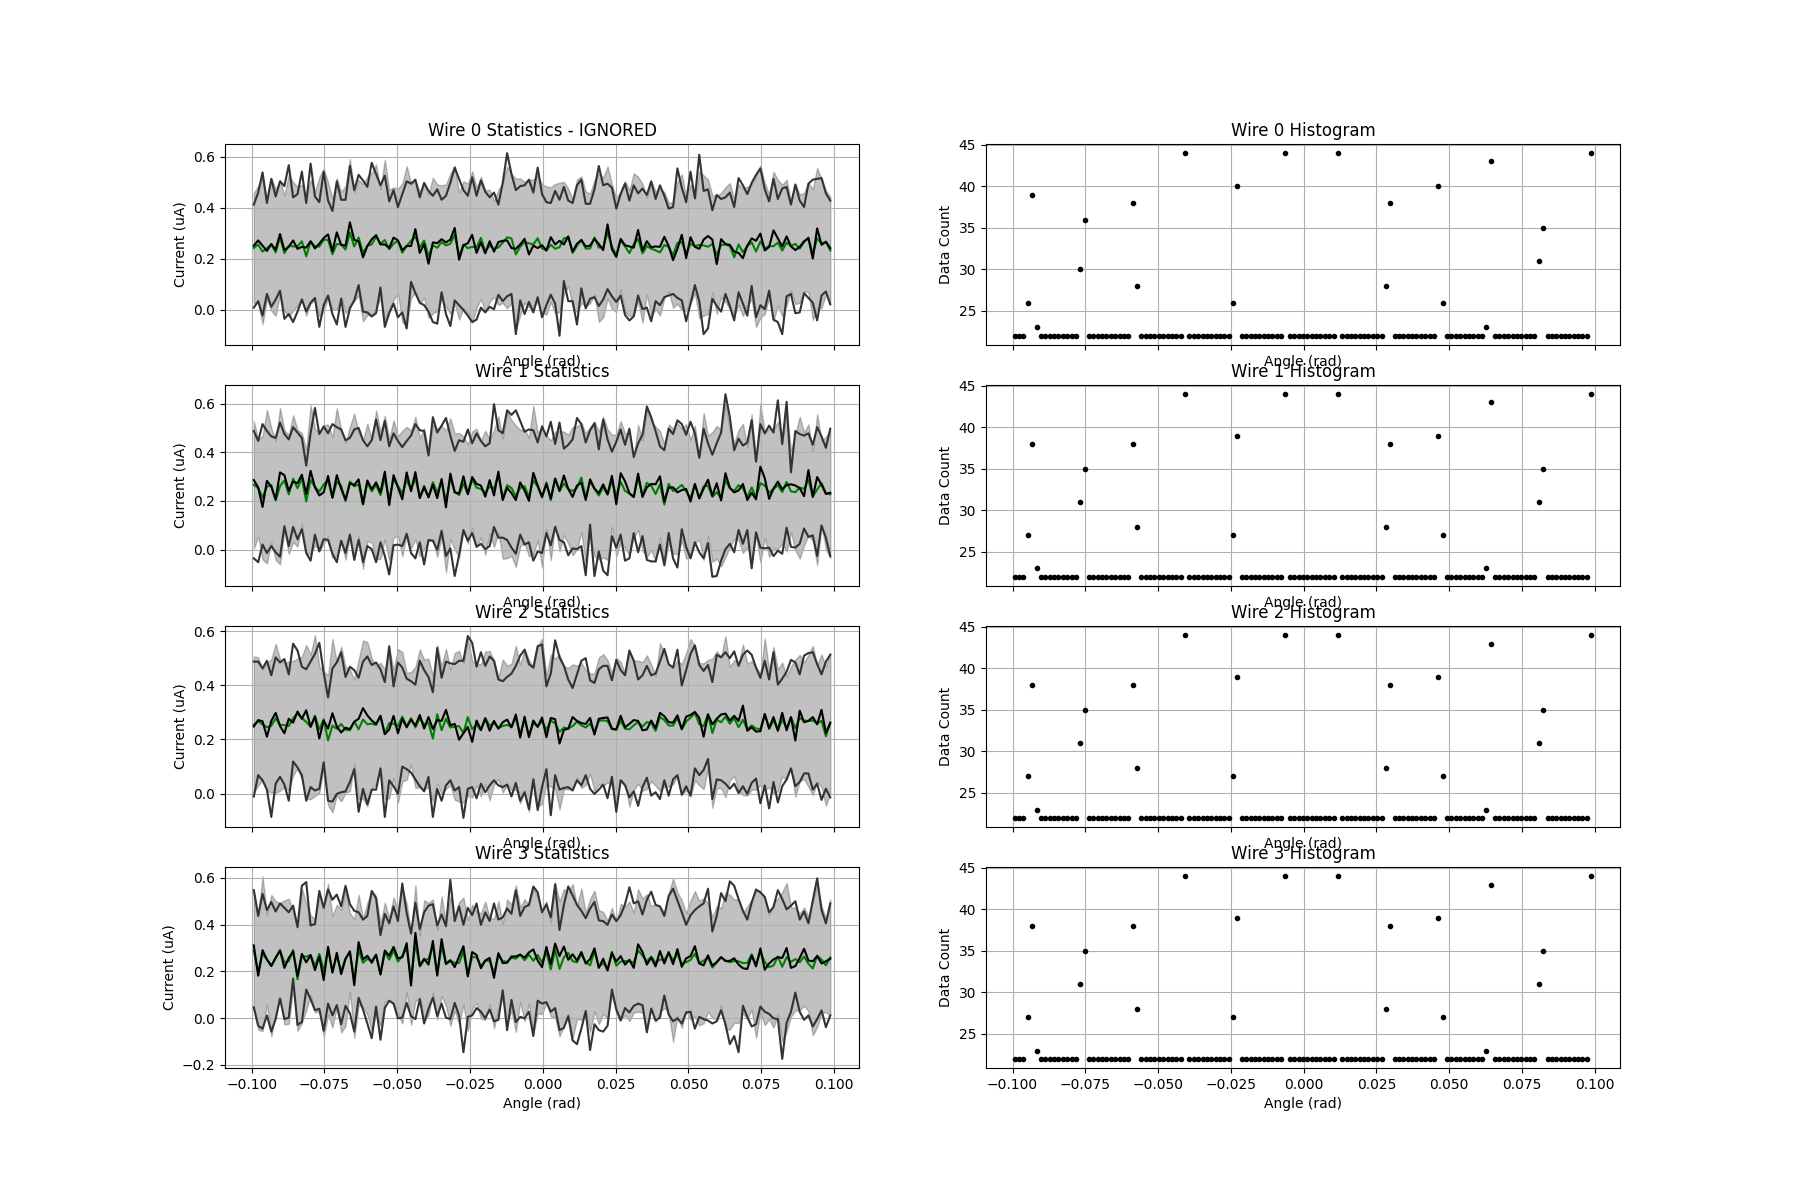 Wire 0 Statistics - IGNORED
Current (uA)
0.6
0.4
0.2
0.0
Angle (rad)
Wire 0 Histogram
Data Count
45
40
35
30
25
Angle (rad)
Wire 1 Statistics
Current (uA)
0.6
0.4
0.2
0.0
Angle (rad)
Wire 1 Histogram
Data Count
45
40
35
30
25
Angle (rad)
Wire 2 Statistics
Current (uA)
0.6
0.4
0.2
0.0
Angle (rad)
Wire 2 Histogram
Data Count
45
40
35
30
25
Angle (rad)
Wire 3 Statistics
Current (uA)
0.6
0.4
0.2
0.0
−0.2
−0.100 −0.075 −0.050 −0.025 0.000 0.025 0.050 0.075 0.100
Angle (rad)
Wire 3 Histogram
Data Count
45
40
35
30
25
−0.100 −0.075 −0.050 −0.025 0.000 0.025 0.050 0.075 0.100
Angle (rad)